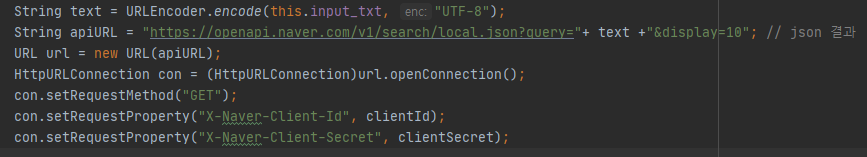 String text = URLEncoder.encode(this.input_txt, enc: "UTF-8");
String apiURL = "https://openapi.naver.com/v1/search/local.json?query="+ text +"&display=10"; // json 결과
URL url = new URL(apiURL);
HttpURLConnection con = (HttpURLConnection)url.openConnection();
con.setRequestMethod("GET");
con.setRequestProperty("X-Naver-Client-Id", clientId);
con.setRequestProperty("X-Naver-Client-Secret", clientSecret);